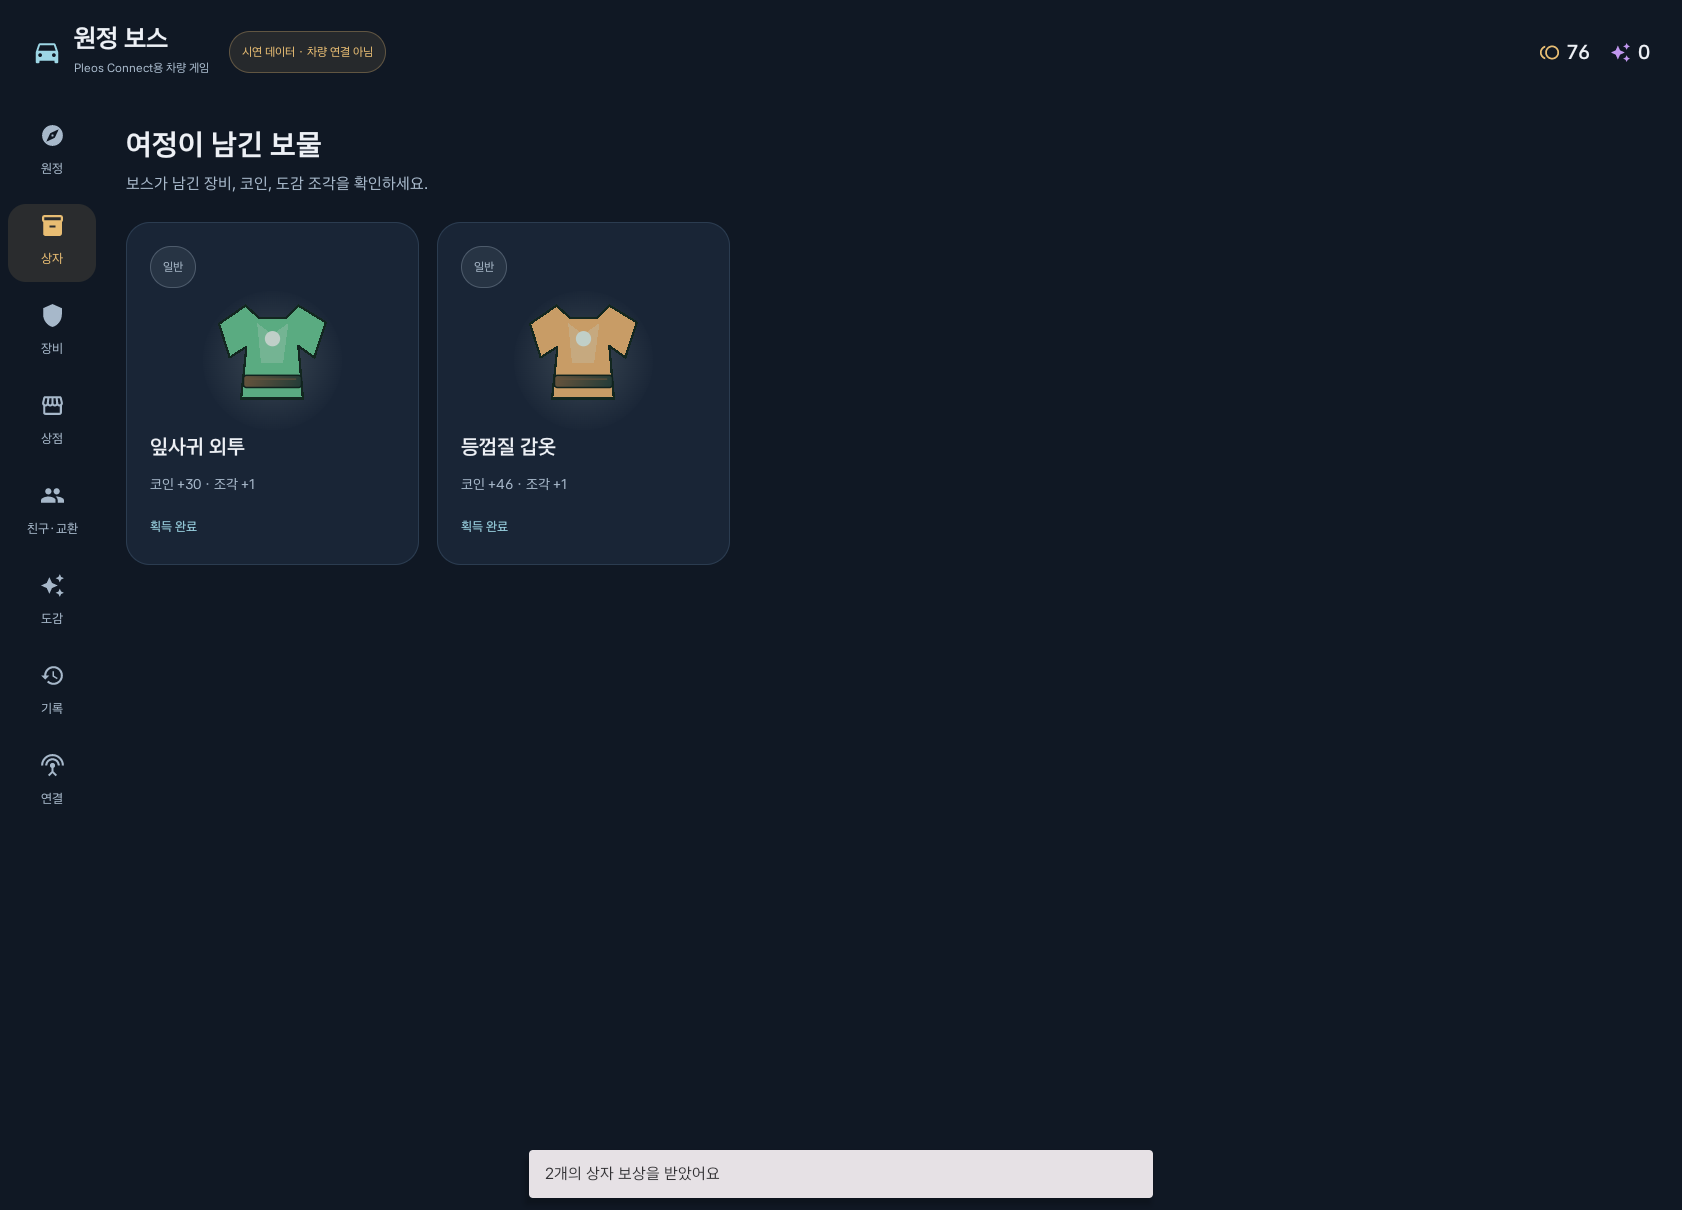 원정 보스
Pleos Connect용 차량 게임
시연 데이터 · 차량 연결 아님
76
0
원정
상자
장비
상점
친구·교환
도감
기록
연결
여정이 남긴 보물
보스가 남긴 장비, 코인, 도감 조각을 확인하세요.
일반
잎사귀 외투
코인 +30 · 조각 +1
획득 완료
일반
등껍질 갑옷
코인 +46 · 조각 +1
획득 완료
2개의 상자 보상을 받았어요